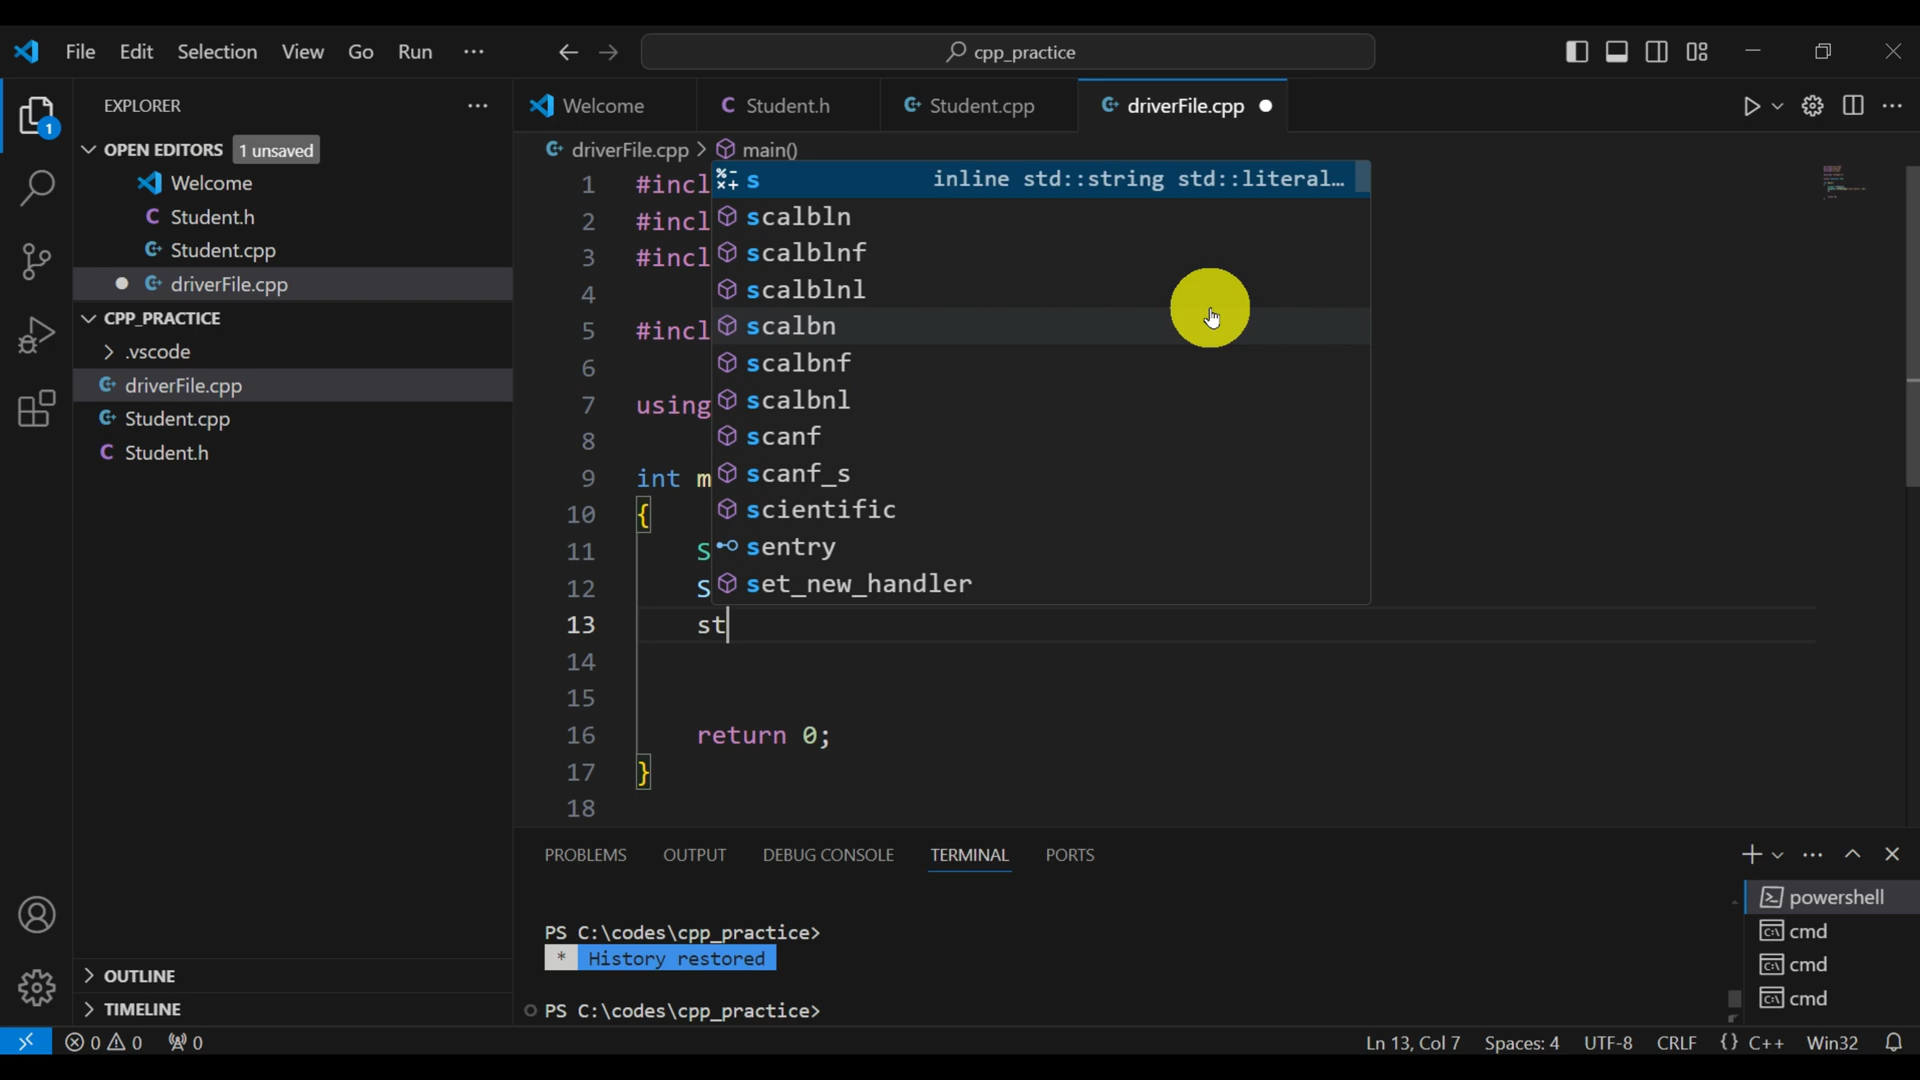 File Edit Selection View Go Run ··· cpp_practice
EXPLORER ···
OPEN EDITORS 1 unsaved
Welcome
C Student.h
Student.cpp
driverFile.cpp
CPP_PRACTICE
.vscode
driverFile.cpp
Student.cpp
C Student.h
OUTLINE
TIMELINE
1
Welcome C Student.h Student.cpp driverFile.cpp
driverFile.cpp > main()
1 #incl
2 #incl
3 #incl
4
5 #incl
6
7 using
8
9 int m
10 {
11 S
12 S
13 st
14
15
16 return 0;
17 }
18
s inline std::string std::literal…
scalbln
scalblnf
scalblnl
scalbn
scalbnf
scalbnl
scanf
scanf_s
scientific
sentry
set_new_handler
PROBLEMS OUTPUT DEBUG CONSOLE TERMINAL PORTS
PS C:\codes\cpp_practice>
* History restored
PS C:\codes\cpp_practice>
powershell
cmd
cmd
cmd
0 0 0 Ln 13, Col 7 Spaces: 4 UTF-8 CRLF {} C++ Win32